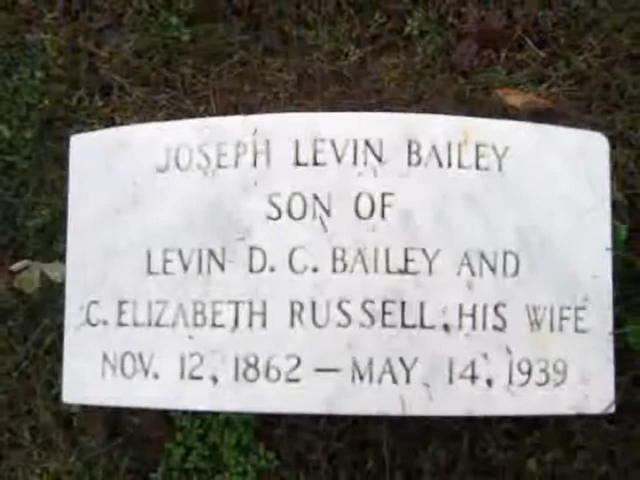 JOSEPH LEVIN BAILEY
SON OF
LEVIN D. C. BAILEY AND
C. ELIZABETH RUSSELL, HIS WIFE
NOV. 12, 1862 — MAY 14, 1939